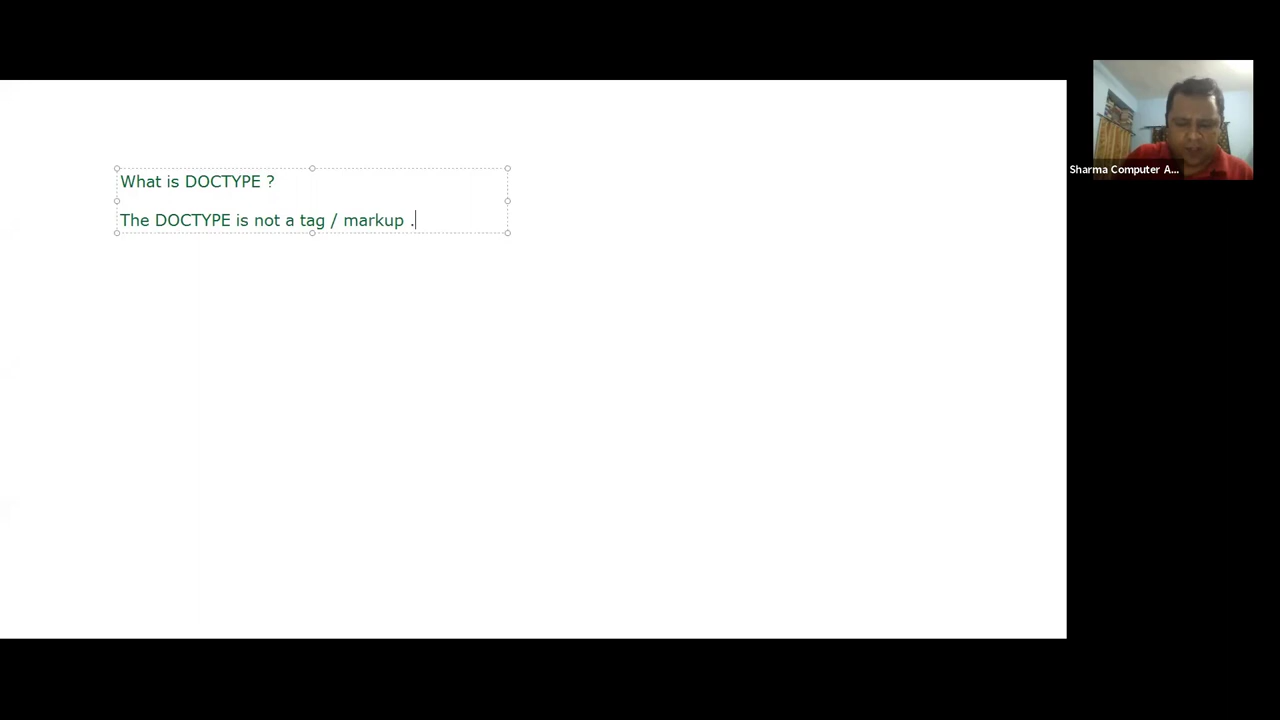 What is DOCTYPE ?
The DOCTYPE is not a tag / markup .
Sharma Computer A...